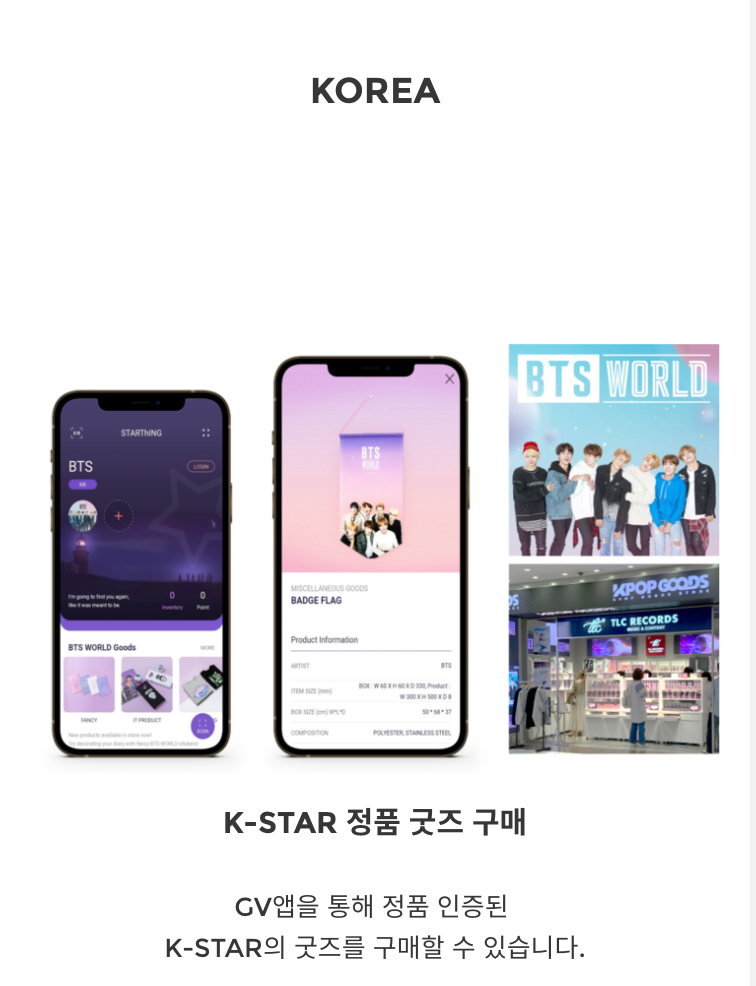 KOREA
STARThING
BTS
LOGIN
I'm going to find you again,
like it was meant to be.
0
Inventory
0
Point
BTS WORLD Goods
MORE
FANCY
IT PRODUCT
SCAN
New products available in store now!
Try decorating your diary with fancy BTS WORLD stickers!
BTS
WORLD
MISCELLANEOUS GOODS
BADGE FLAG
Product Information
ARTIST
BTS
ITEM SIZE (mm)
BOX : W 60 X H 60 X D 330, Product :
W 300 X H 500 X D 8
BOX SIZE (cm) W*L*D
50 * 68 * 37
COMPOSITION
POLYESTER, STAINLESS STEEL
BTS WORLD
KPOP GOODS
tlc TLC RECORDS
MUSIC & CONTENT
K-STAR 정품 굿즈 구매
GV앱을 통해 정품 인증된
K-STAR의 굿즈를 구매할 수 있습니다.